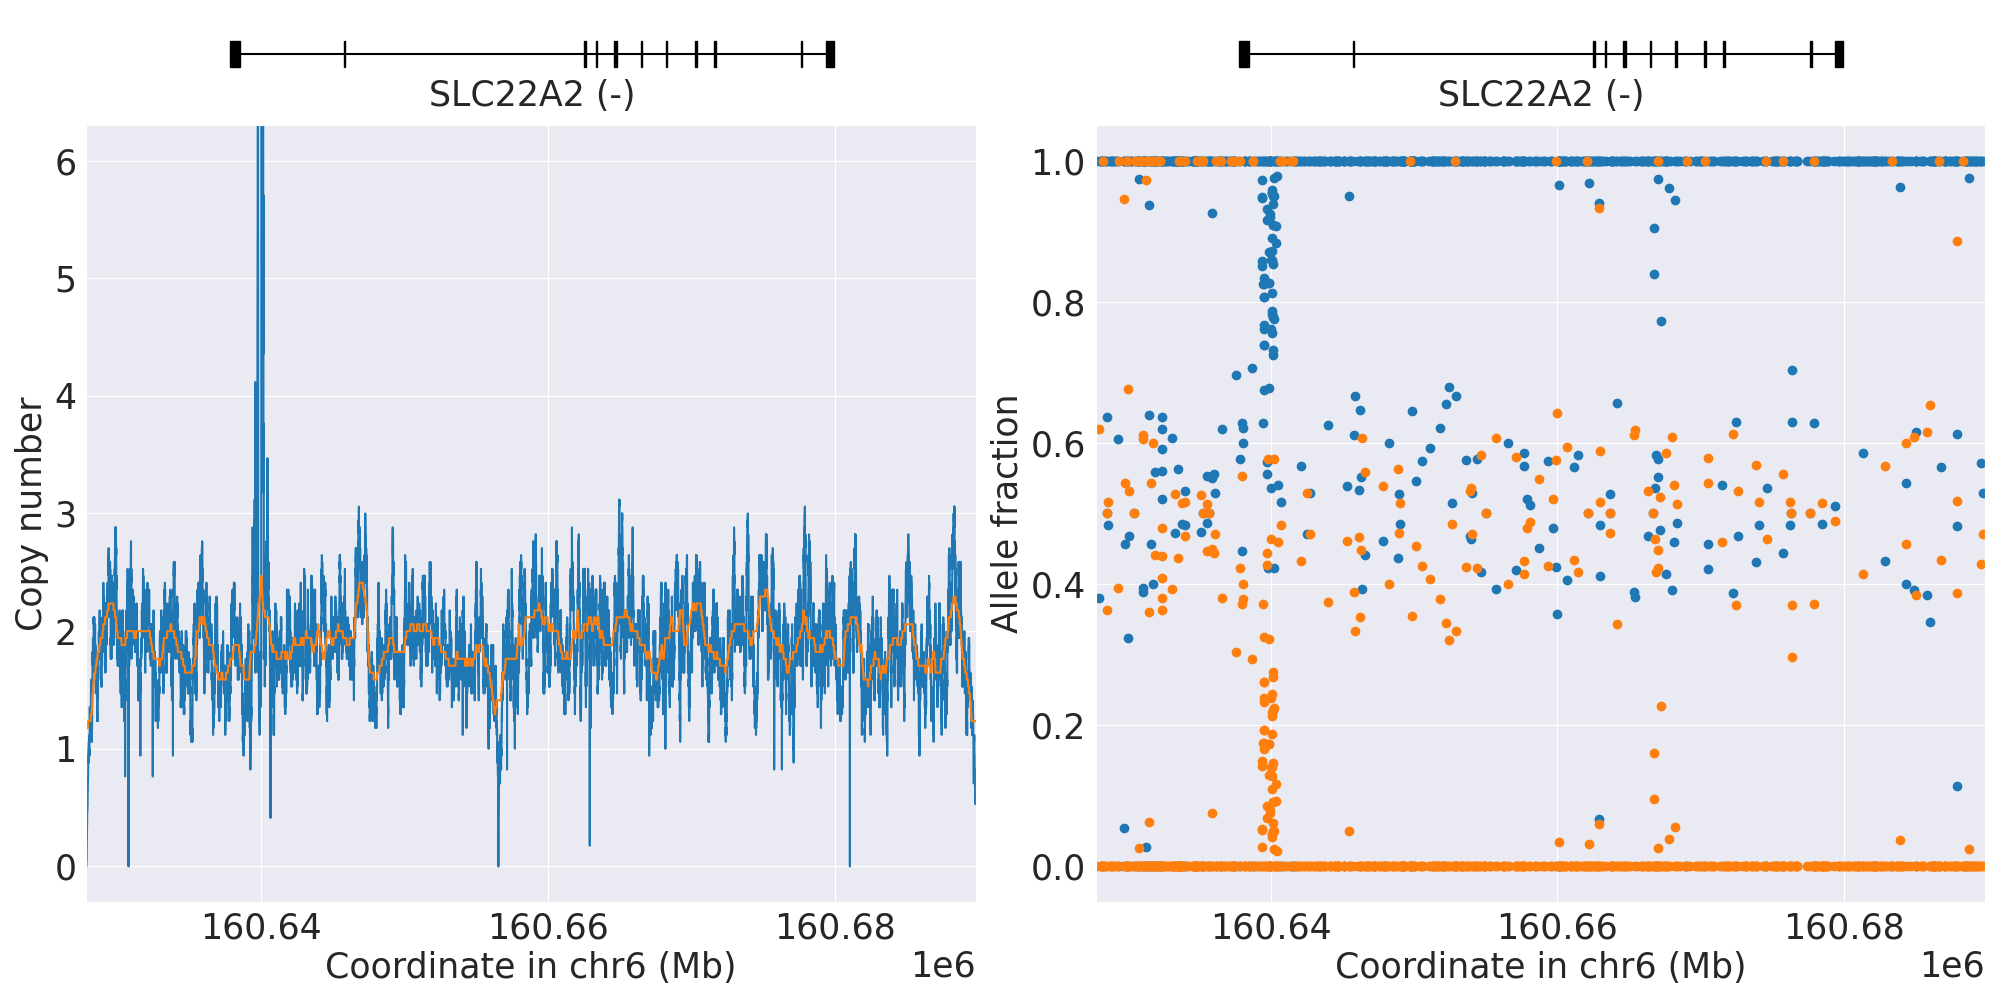 SLC22A2 (-)
Copy number
6
5
4
3
2
1
0
160.64
160.66
160.68
Coordinate in chr6 (Mb)
1e6
SLC22A2 (-)
Allele fraction
1.0
0.8
0.6
0.4
0.2
0.0
160.64
160.66
160.68
Coordinate in chr6 (Mb)
1e6